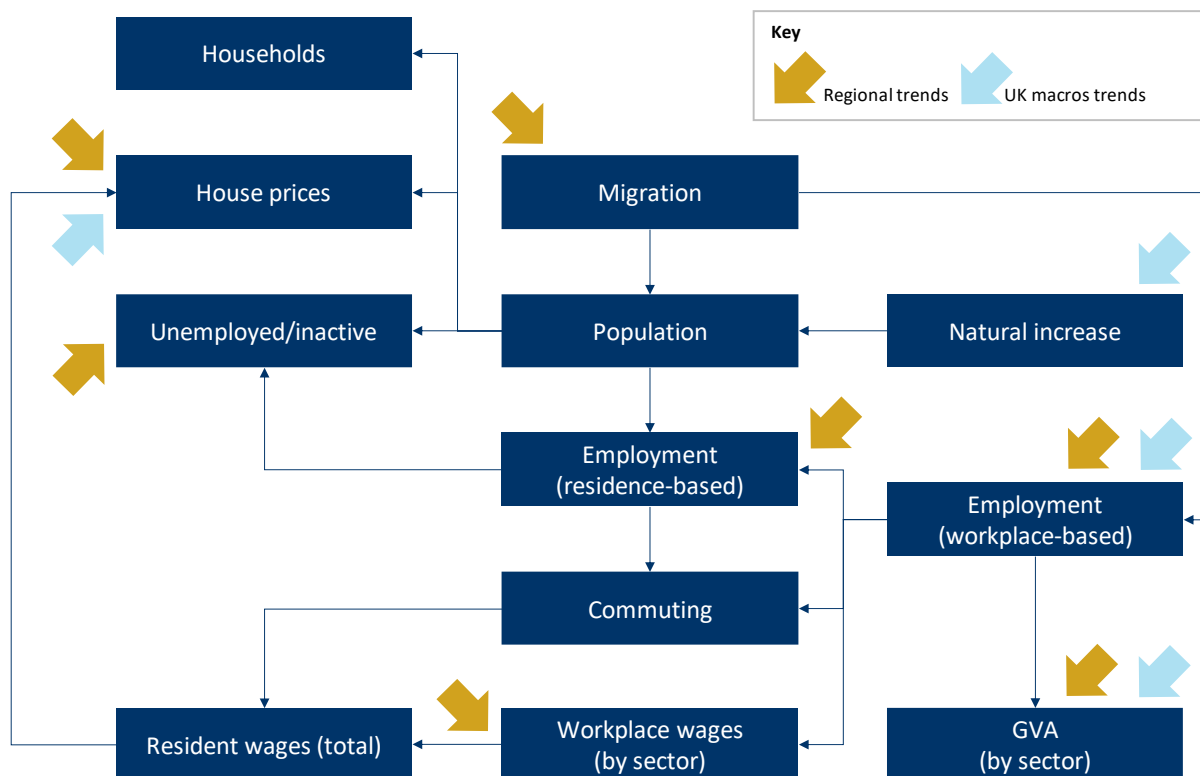 Key
Regional trends
UK macros trends
Households
House prices
Migration
Unemployed/inactive
Population
Natural increase
Employment
(residence-based)
Employment
(workplace-based)
Commuting
Resident wages (total)
Workplace wages
(by sector)
GVA
(by sector)